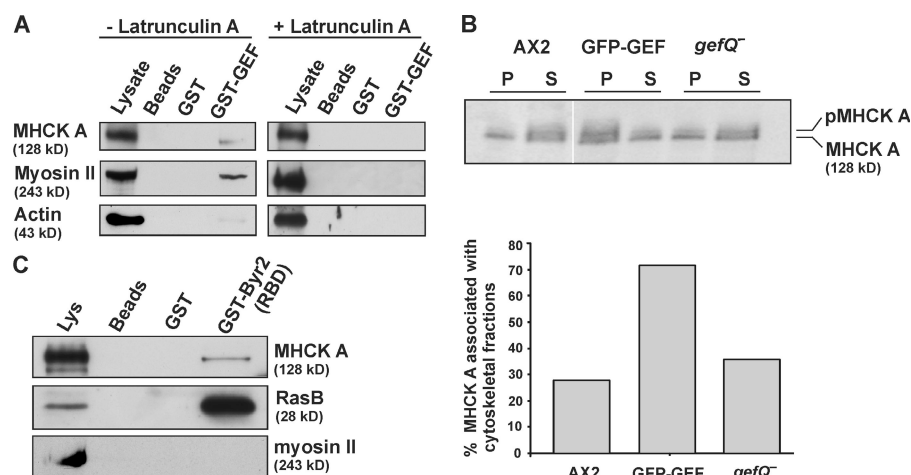 A
- Latrunculin A
+ Latrunculin A
Lysate
Beads
GST
GST-GEF
Lysate
Beads
GST
GST-GEF
MHCK A
(128 kD)
Myosin II
(243 kD)
Actin
(43 kD)
B
AX2 GFP-GEF gefQ⁻
P S P S P S
pMHCK A
MHCK A
(128 kD)
% MHCK A associated with
cytoskeletal fractions
80
70
60
50
40
30
20
10
0
AX2 GFP-GEF gefQ⁻
C
Lys
Beads
GST
GST-Byr2
(RBD)
MHCK A
(128 kD)
RasB
(28 kD)
myosin II
(243 kD)